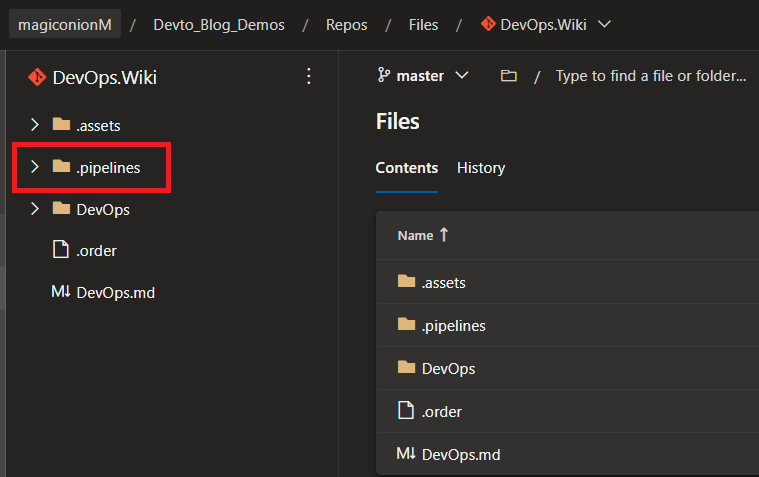 magiconionM / Devto_Blog_Demos / Repos / Files / DevOps.Wiki
DevOps.Wiki
.assets
.pipelines
DevOps
.order
M↓ DevOps.md
master / Type to find a file or folder...
Files
Contents History
Name ↑
.assets
.pipelines
DevOps
.order
M↓ DevOps.md